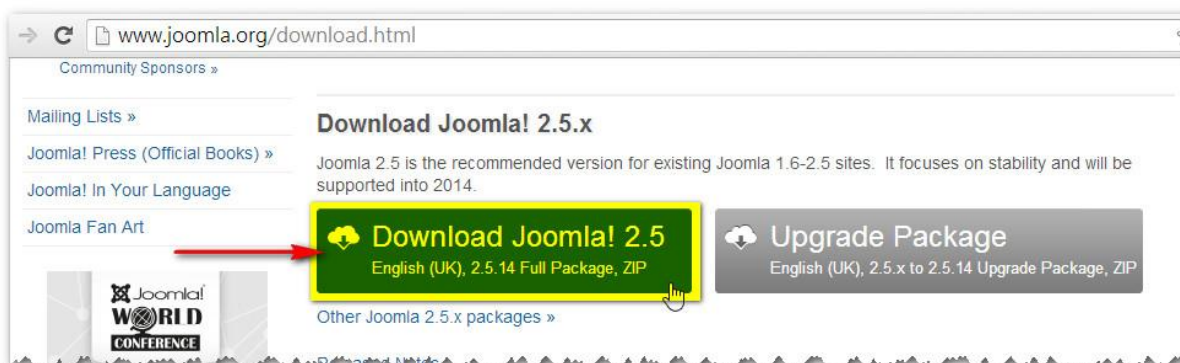 www.joomla.org/download.html
Community Sponsors »
Mailing Lists »
Joomla! Press (Official Books) »
Joomla! In Your Language
Joomla Fan Art
Joomla!
WORLD
CONFERENCE
Download Joomla! 2.5.x
Joomla 2.5 is the recommended version for existing Joomla 1.6-2.5 sites. It focuses on stability and will be
supported into 2014.
Download Joomla! 2.5
English (UK), 2.5.14 Full Package, ZIP
Upgrade Package
English (UK), 2.5.x to 2.5.14 Upgrade Package, ZIP
Other Joomla 2.5.x packages »